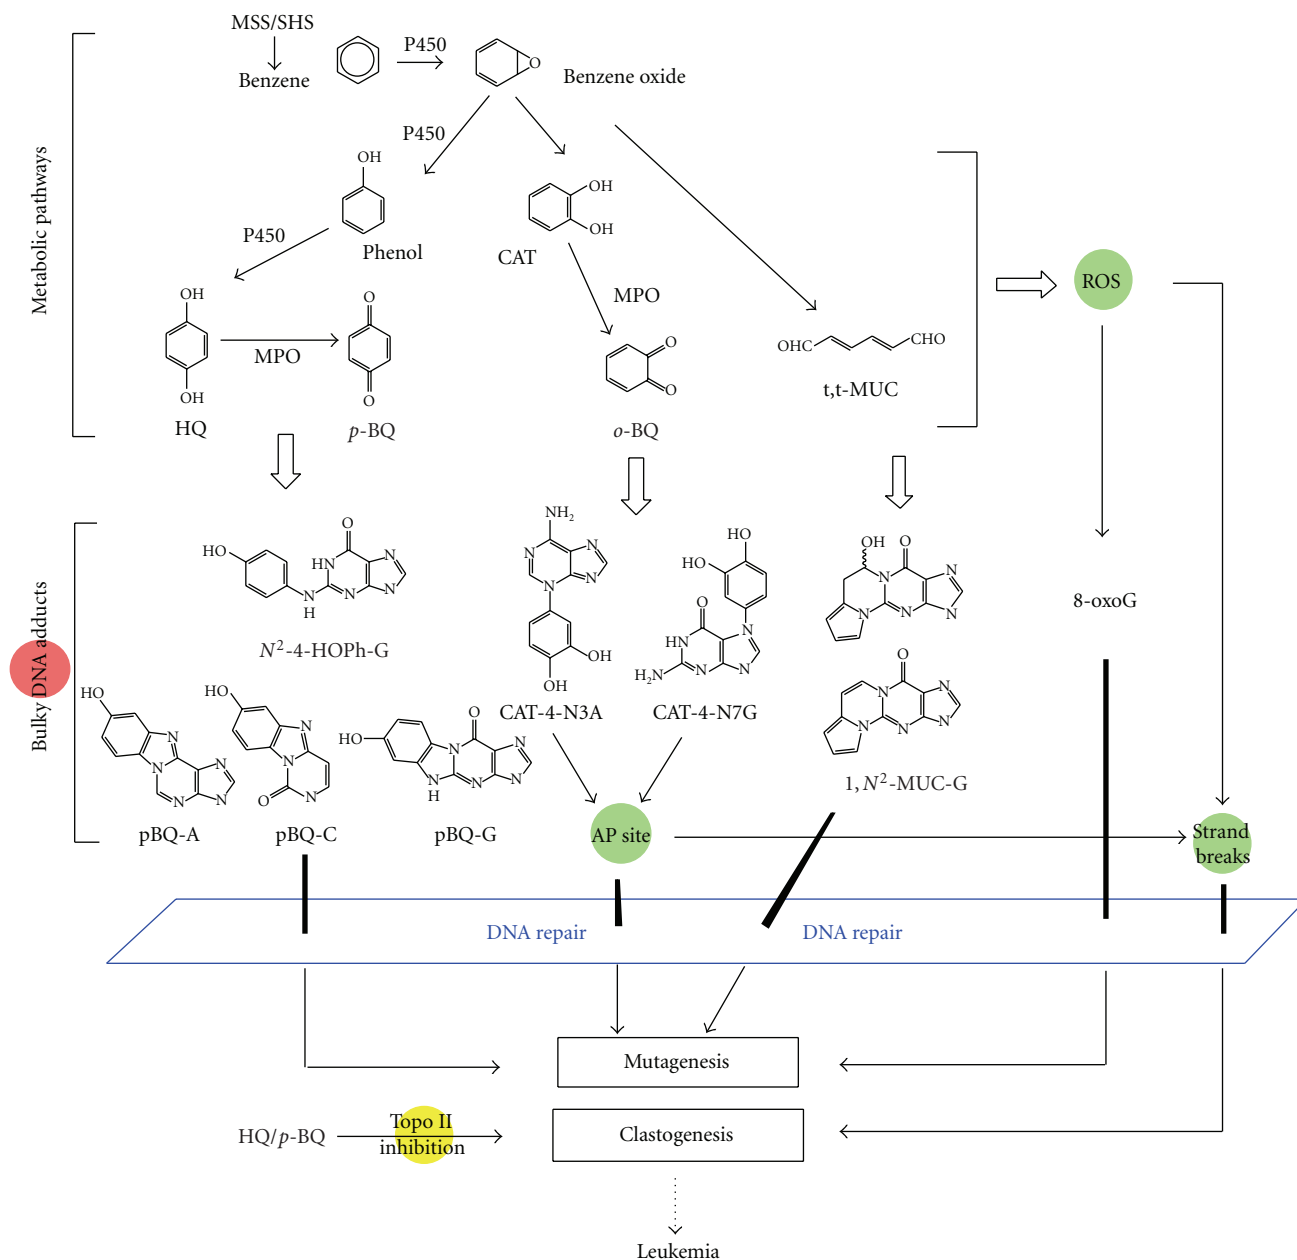 MSS/SHS
Benzene
P450
O
Benzene oxide
P450
OH
Phenol
P450
OH
OH
CAT
MPO
Metabolic pathways
OH
OH
HQ
MPO
O
O
p-BQ
O
O
o-BQ
OHC
CHO
t,t-MUC
ROS
Bulky DNA adducts
HO
N
H
O
HN
N
N
N
H
N²-4-HOPh-G
NH₂
N
N
N
N
OH
HO
CAT-4-N3A
HO
HO
O
HN
H₂N
N
N
N
CAT-4-N7G
OH
O
N
N
N
N
N
H
8-oxoG
O
N
N
N
N
N
H
1,N²-MUC-G
HO
N
N
N
N
N
H
pBQ-A
HO
N
N
O
N
H
pBQ-C
HO
N
N
H
O
N
N
N
H
pBQ-G
AP site
Strand
breaks
DNA repair
DNA repair
Mutagenesis
HQ/p-BQ
Topo II
inhibition
Clastogenesis
Leukemia